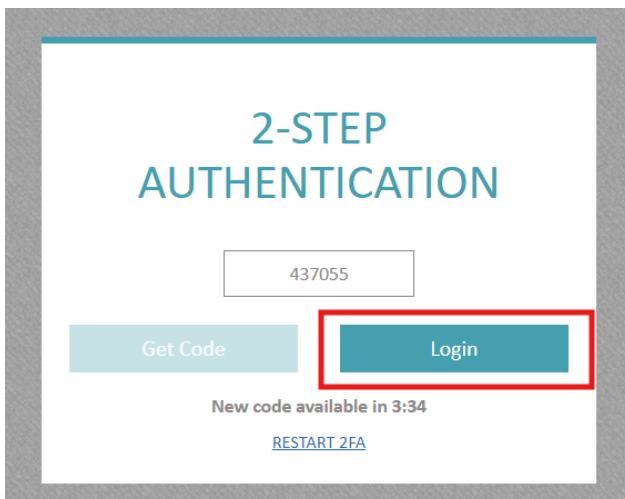 2-STEP
AUTHENTICATION
437055
Get Code
Login
New code available in 3:34
RESTART 2FA